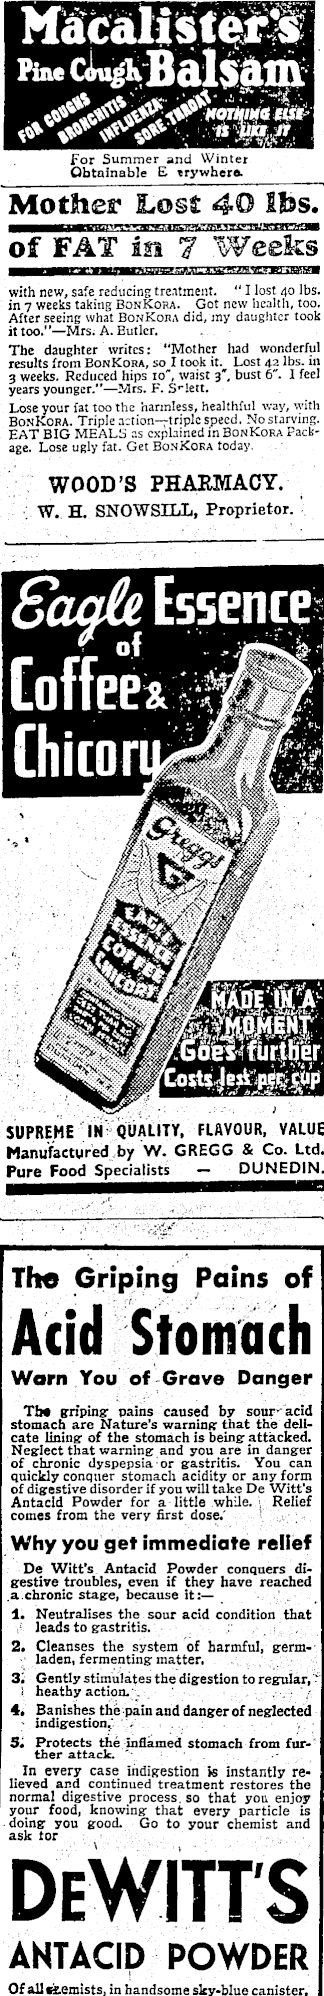 Macalister's
Pine Cough Balsam
FOR COUGHS
BRONCHITIS
INFLUENZA
SORE THROAT
NOTHING ELSE
IS LIKE IT
For Summer and Winter
Obtainable E erywhere.
Mother Lost 40 lbs.
of FAT in 7 Weeks
with new, safe reducing treatment. "I lost 40 lbs.
in 7 weeks taking BONKORA. Got new health, too.
After seeing what BONKORA did, my daughter took
it too."—Mrs. A. Butler.
The daughter writes: "Mother had wonderful
results from BONKORA, so I took it. Lost 42 lbs. in
3 weeks. Reduced hips 10", waist 3", bust 6". I feel
years younger."—Mrs. F. S lett.
Lose your fat too the harmless, healthful way, with
BONKORA. Triple action—triple speed. No starving.
EAT BIG MEALS as explained in BONKORA Pack-
age. Lose ugly fat. Get BONKORA today.
WOOD'S PHARMACY.
W. H. SNOWSILL, Proprietor.
Eagle Essence
of
Coffee &
Chicory
Greggs
G
EAGLE
ESSENCE
COFFEE
CHICORY
DUNEDIN
MADE IN A
MOMENT
Goes further
Costs less per cup
SUPREME IN QUALITY, FLAVOUR, VALUE
Manufactured by W. GREGG & Co. Ltd.
Pure Food Specialists — DUNEDIN.
The Griping Pains of
Acid Stomach
Warn You of Grave Danger
The griping pains caused by sour acid
stomach are Nature's warning that the deli-
cate lining of the stomach is being attacked.
Neglect that warning and you are in danger
of chronic dyspepsia or gastritis. You can
quickly conquer stomach acidity or any form
of digestive disorder if you will take De Witt's
Antacid Powder for a little while. Relief
comes from the very first dose.
Why you get immediate relief
De Witt's Antacid Powder conquers di-
gestive troubles, even if they have reached
a chronic stage, because it:—
1. Neutralises the sour acid condition that
leads to gastritis.
2. Cleanses the system of harmful, germ-
laden, fermenting matter.
3. Gently stimulates the digestion to regular,
heathy action.
4. Banishes the pain and danger of neglected
indigestion.
5. Protects the inflamed stomach from fur-
ther attack.
In every case indigestion is instantly re-
lieved and continued treatment restores the
normal digestive process, so that you enjoy
your food, knowing that every particle is
doing you good. Go to your chemist and
ask for
DEWITT'S
ANTACID POWDER
Of all chemists, in handsome sky-blue canister,